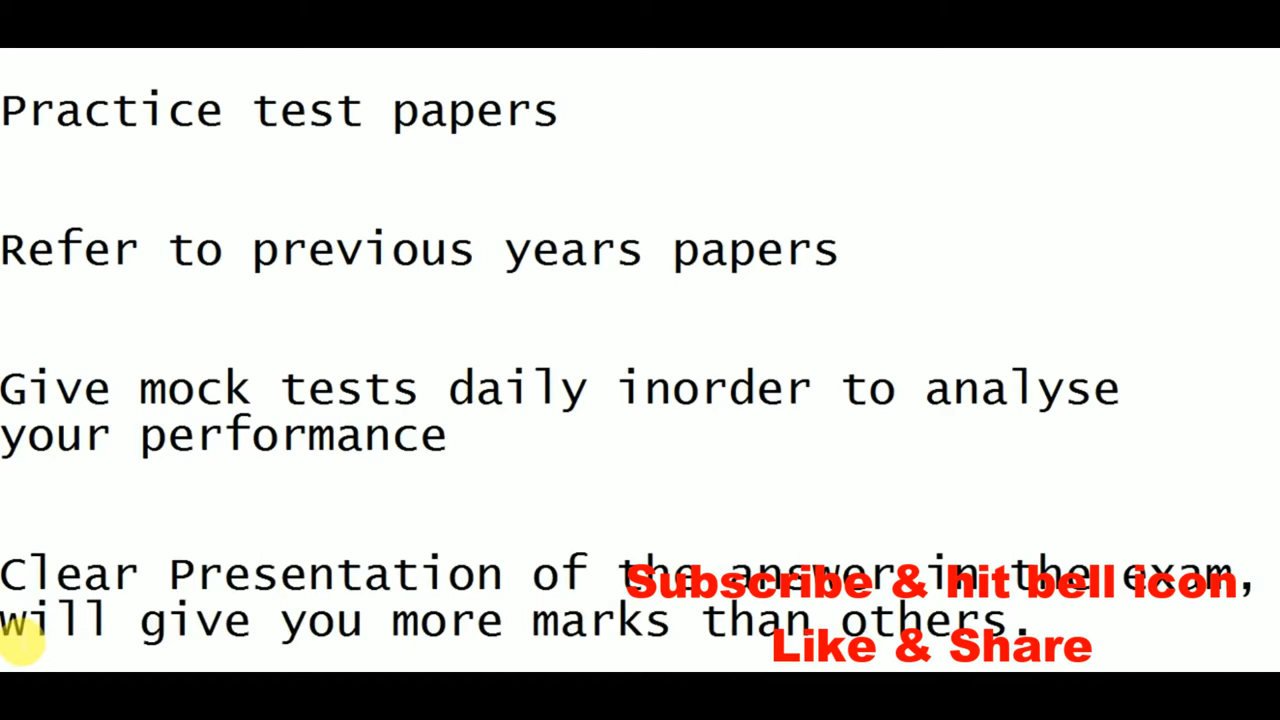 Practice test papers
Refer to previous years papers
Give mock tests daily inorder to analyse
your performance
Clear Presentation of the answer in the exam,
will give you more marks than others.
Subscribe & hit bell icon
Like & Share